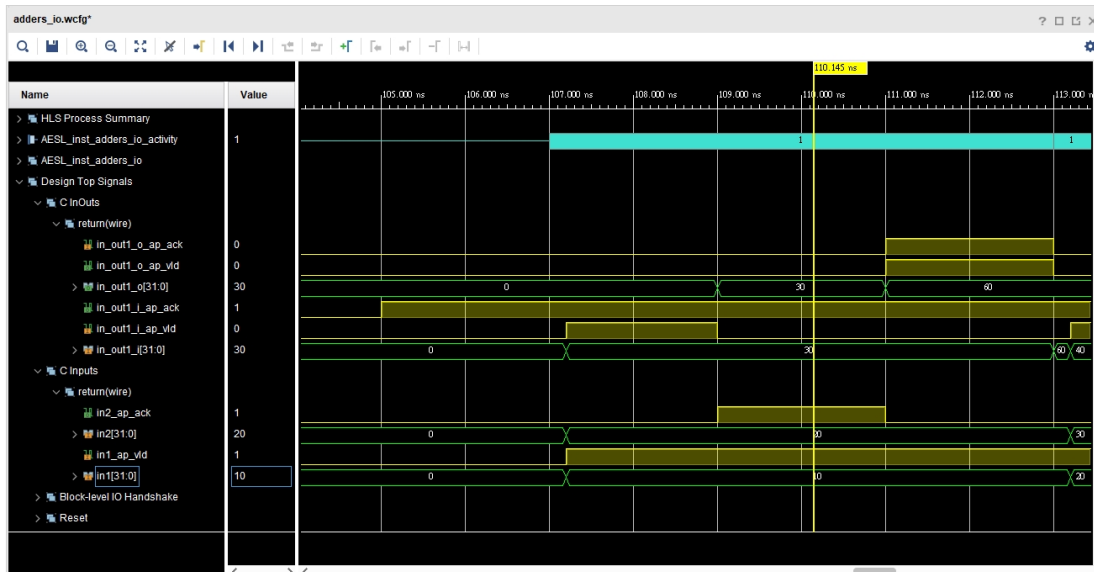 adders_io.wcfg*
110.145 ns
Name Value
105.000 ns 106.000 ns 107.000 ns 108.000 ns 109.000 ns 110.000 ns 111.000 ns 112.000 ns 113.000 n
HLS Process Summary
AESL_inst_adders_io_activity 1 1 1
AESL_inst_adders_io
Design Top Signals
C InOuts
return(wire)
in_out1_o_ap_ack 0
in_out1_o_ap_vld 0
in_out1_o[31:0] 30 0 30 60
in_out1_i_ap_ack 1
in_out1_i_ap_vld 0
in_out1_i[31:0] 30 0 30 60 40
C Inputs
return(wire)
in2_ap_ack 1
in2[31:0] 20 0 20 30
in1_ap_vld 1
in1[31:0] 10 0 10 20
Block-level IO Handshake
Reset